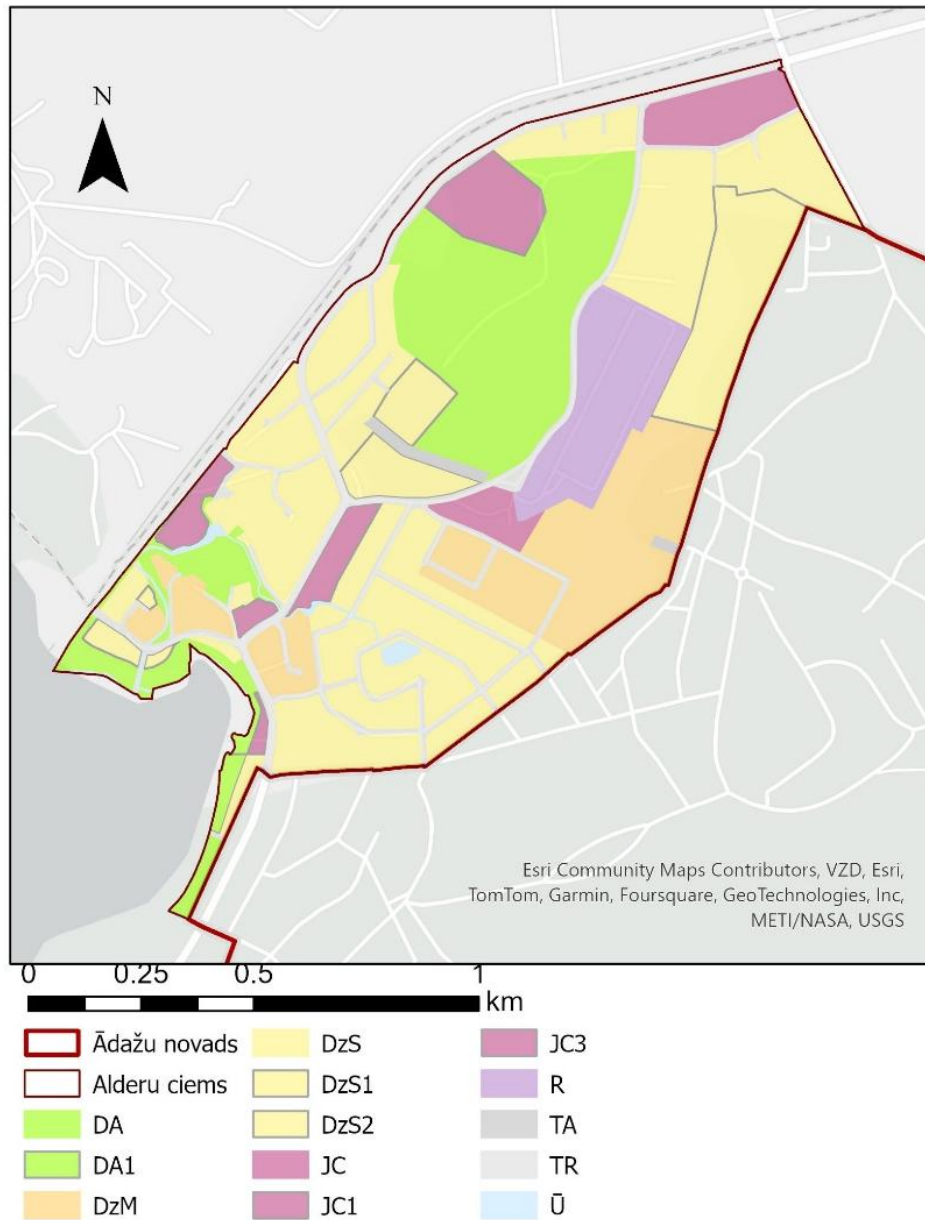 N
Esri Community Maps Contributors, VZD, Esri,
TomTom, Garmin, Foursquare, GeoTechnologies, Inc,
METI/NASA, USGS
0 0.25 0.5 1
km
Ādažu novads
Alderu ciems
DA
DA1
DzM
DzS
DzS1
DzS2
JC
JC1
JC3
R
TA
TR
Ū